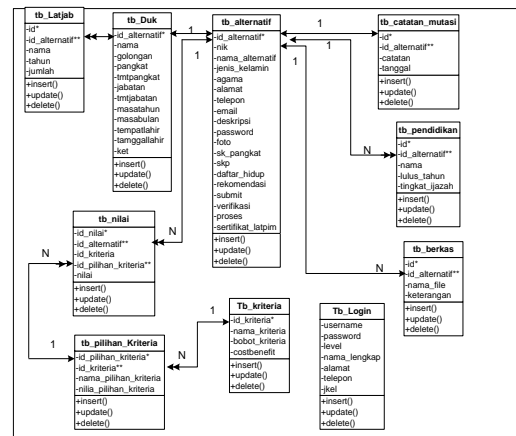 tb_Latjab
-id*
-id_alternatif**
-nama
-tahun
-jumlah
+insert()
+update()
+delete()
tb_Duk
-id_alternatif*
-nama
-golongan
-pangkat
-tmtpangkat
-jabatan
-tmtjabatan
-masatahun
-masabulan
-tempatlahir
-tamggallahir
-ket
+insert()
+update()
+delete()
tb_alternatif
-id_alternatif*
-nik
-nama_alternatif
-jenis_kelamin
-agama
-alamat
-telepon
-email
-deskripsi
-password
-foto
-sk_pangkat
-skp
-daftar_hidup
-rekomendasi
-submit
-verifikasi
-proses
-sertifikat_latpim
+insert()
+update()
+delete()
tb_catatan_mutasi
-id*
-id_alternatif**
-catatan
-tanggal
+insert()
+update()
+delete()
tb_pendidikan
-id*
-id_alternatif**
-nama
-lulus_tahun
-tingkat_ijazah
+insert()
+update()
+delete()
tb_nilai
-id_nilai*
-id_alternatif**
-id_kriteria
-id_pilihan_kriteria**
-nilai
+insert()
+update()
+delete()
tb_berkas
-id*
-id_alternatif**
-nama_file
-keterangan
+insert()
+update()
+delete()
tb_pilihan_Kriteria
-id_pilihan_kriteria*
-id_kriteria**
-nama_pilihan_kriteria
-nilia_pilihan_kriteria
+insert()
+update()
+delete()
Tb_kriteria
-id_kriteria*
-nama_kriteria
-bobot_kriteria
-costbenefit
+insert()
+update()
+delete()
Tb_Login
-username
-password
-level
-nama_lengkap
-alamat
-telepon
-jkel
+insert()
+update()
+delete()
1
1
1
1
1
1
N
N
N
N
1
N
1